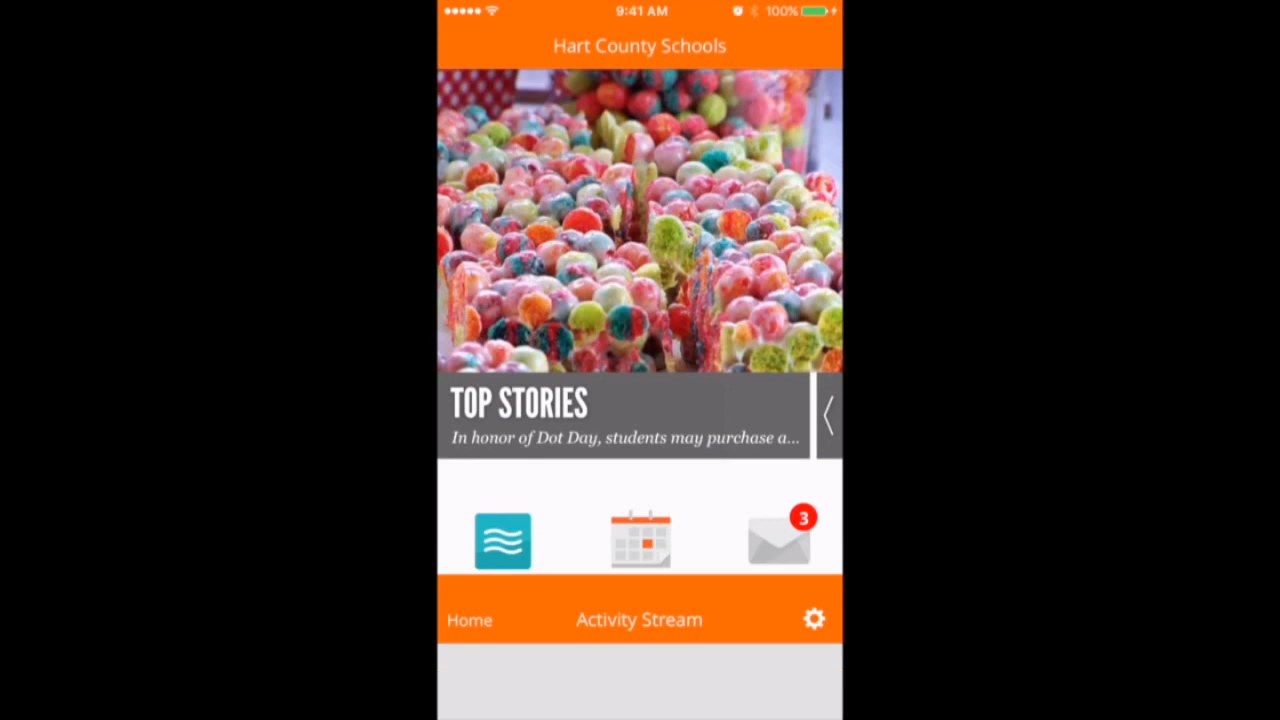 9:41 AM 100%
Hart County Schools
TOP STORIES
In honor of Dot Day, students may purchase a...
3
Home Activity Stream